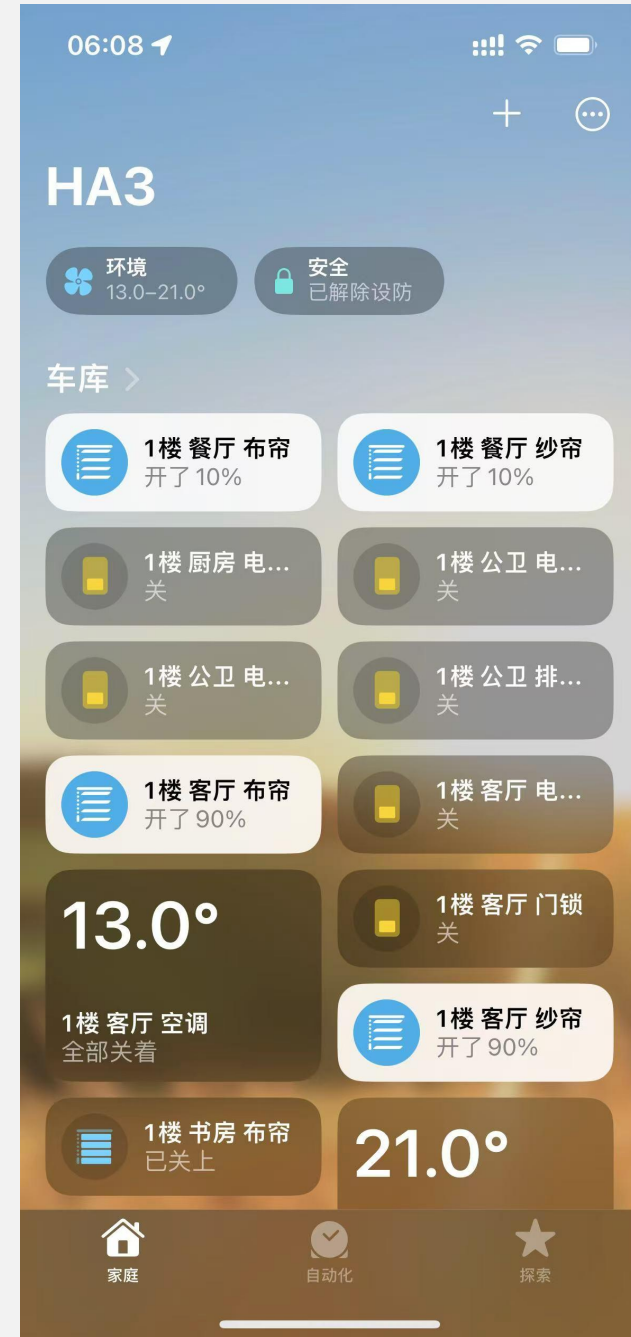 06:08
HA3
环境
13.0–21.0°
安全
已解除设防
车库
1楼 餐厅 布帘
开了 10%
1楼 餐厅 纱帘
开了 10%
1楼 厨房 电...
关
1楼 公卫 电...
关
1楼 公卫 电...
关
1楼 公卫 排...
关
1楼 客厅 布帘
开了 90%
1楼 客厅 电...
关
13.0°
1楼 客厅 空调
全部关着
1楼 客厅 门锁
关
1楼 客厅 纱帘
开了 90%
1楼 书房 布帘
已关上
21.0°
家庭
自动化
探索